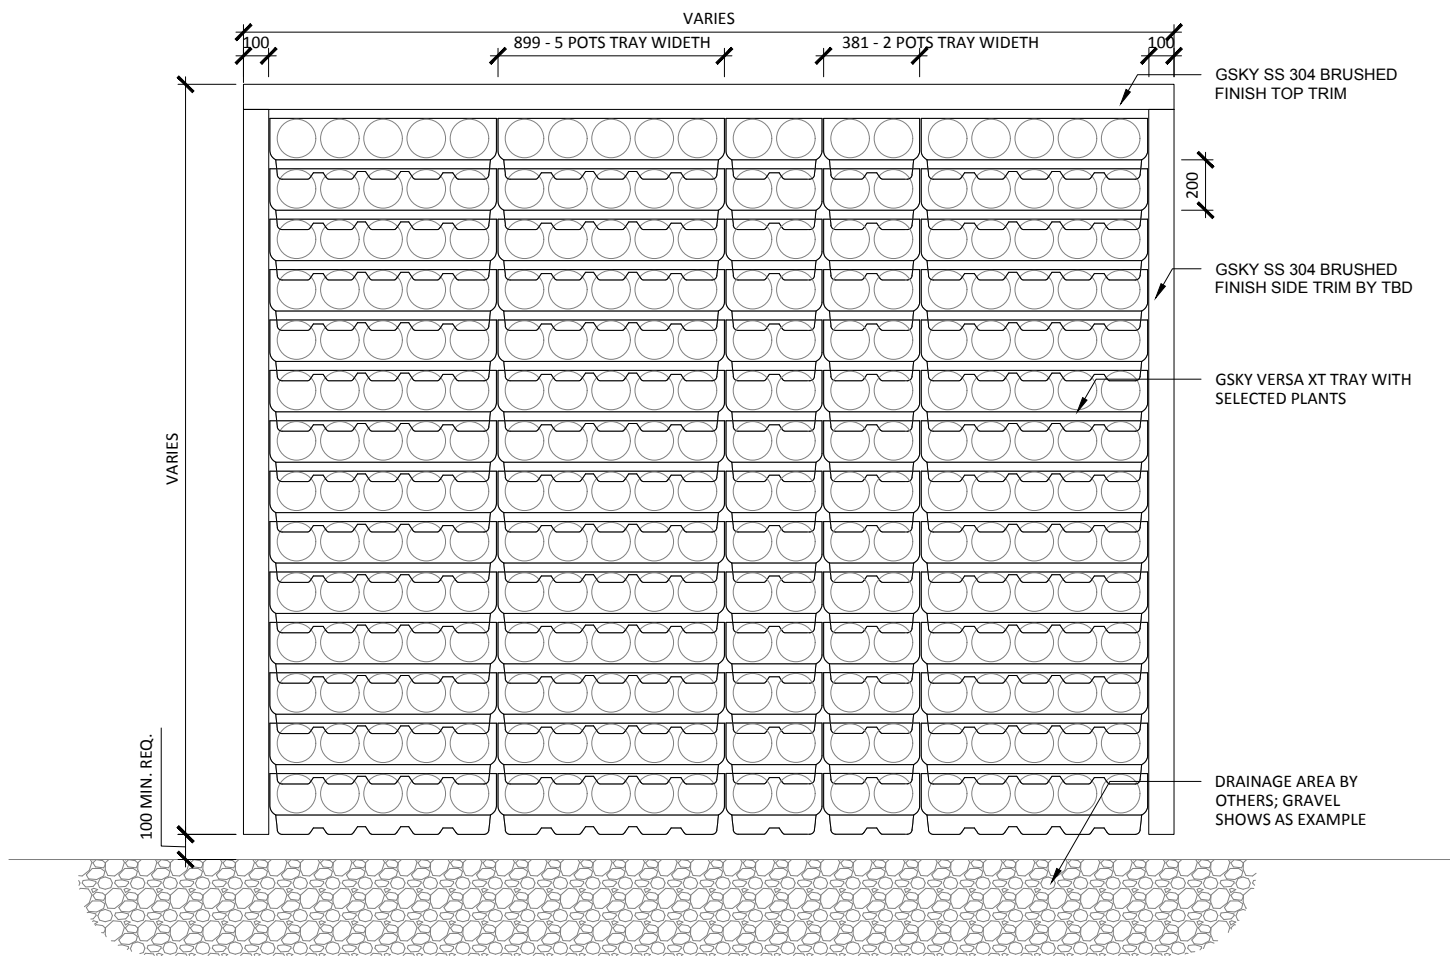 VARIES
100
899 - 5 POTS TRAY WIDETH
381 - 2 POTS TRAY WIDETH
100
GSKY SS 304 BRUSHED
FINISH TOP TRIM
200
GSKY SS 304 BRUSHED
FINISH SIDE TRIM BY TBD
GSKY VERSA XT TRAY WITH
SELECTED PLANTS
VARIES
100 MIN. REQ.
DRAINAGE AREA BY
OTHERS; GRAVEL
SHOWS AS EXAMPLE